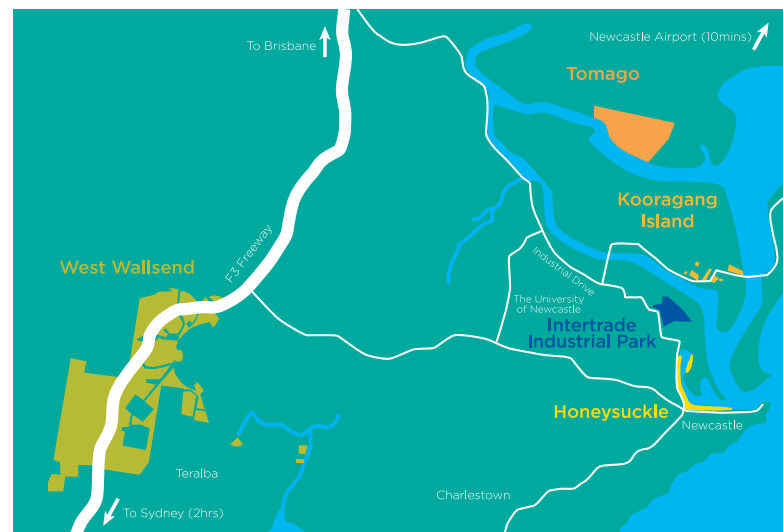 Newcastle Airport (10mins)
To Brisbane
Tomago
Kooragang
Island
West Wallsend
F3 Freeway
Industrial Drive
The University
of Newcastle
Intertrade
Industrial Park
Honeysuckle
Newcastle
Teralba
Charlestown
To Sydney (2hrs)